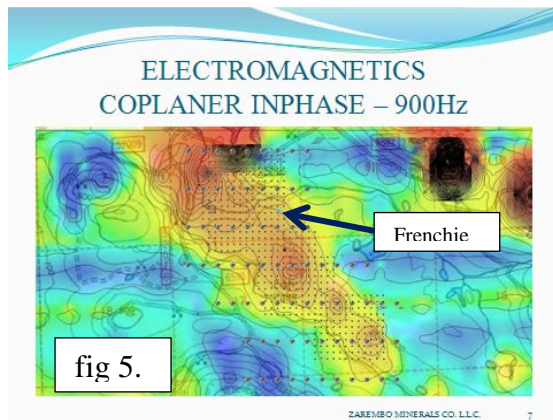 ELECTROMAGNETICS
COPLANER INPHASE – 900Hz
Frenchie
fig 5.
ZAREMBO MINERALS CO. L.L.C. 7